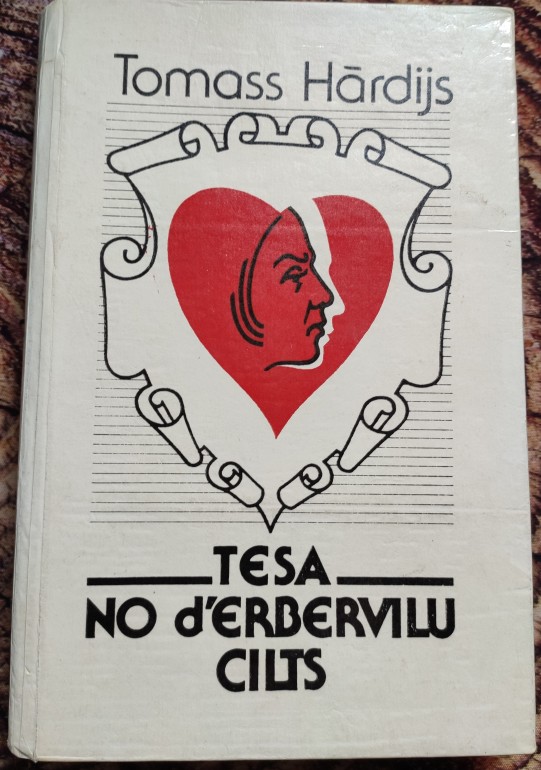 Tomass Hārdijs
TESA
NO d'ERBERVILU
CILTS